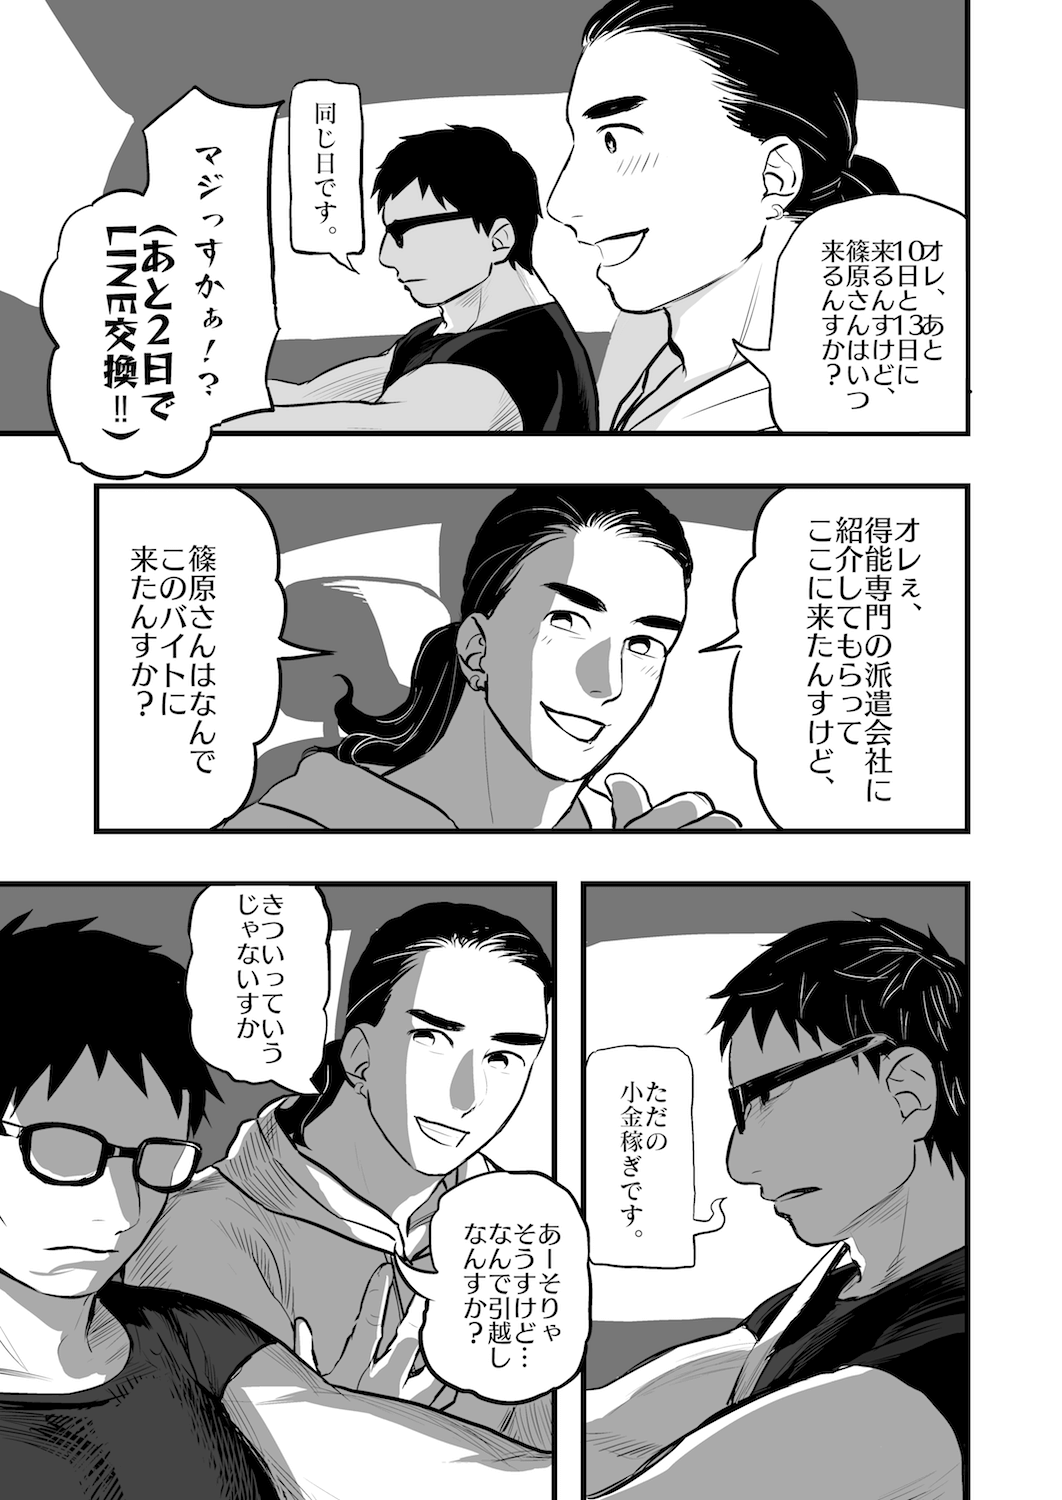 オレ、あと
10日と13日に
来るんすけど、
篠原さんはいつ
来るんすか?
同じ日です。
マジっすかぁ!?
(あと2日で
LINE交換!!)
オレぇ、
得能専門の派遣会社に
紹介してもらって
ここに来たんすけど、
篠原さんはなんで
このバイトに
来たんすか?
ただの
小金稼ぎです。
あーそりゃ
そうすけど…
なんで引越し
なんすか?
きついっていう
じゃないすか